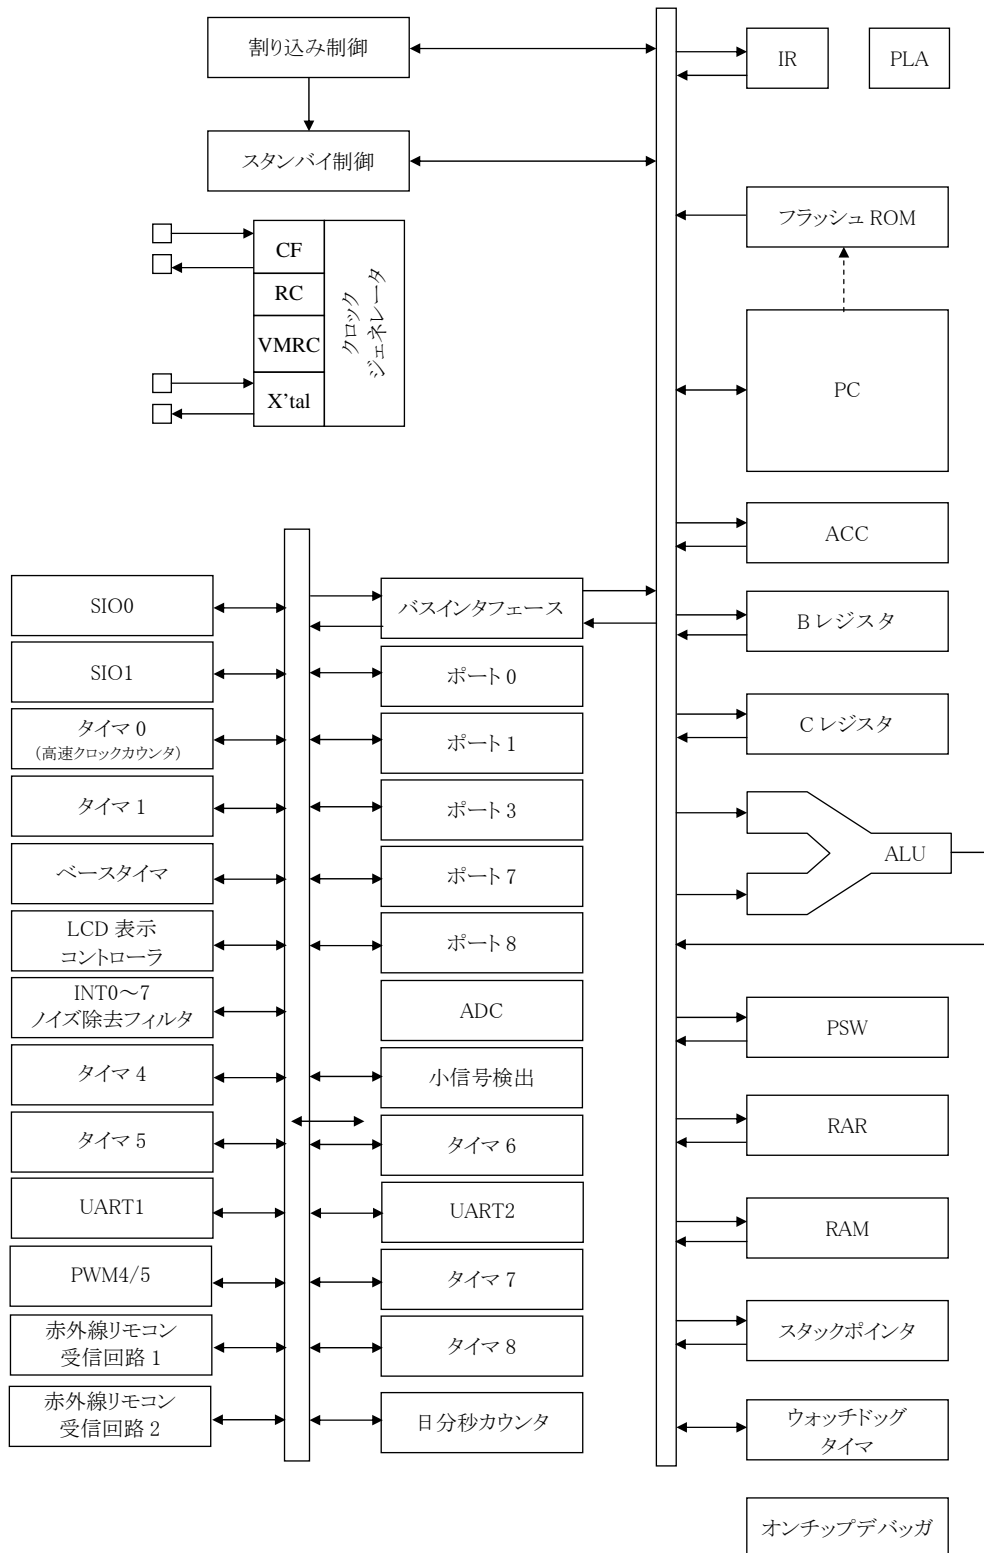 割り込み制御
IR
PLA
スタンバイ制御
フラッシュ ROM
CF
RC
VMRC
X'tal
クロック
ジェネレータ
PC
ACC
SIO0
バスインタフェース
B レジスタ
SIO1
ポート 0
タイマ 0
(高速クロックカウンタ)
ポート 1
C レジスタ
タイマ 1
ポート 3
ベースタイマ
ポート 7
ALU
LCD 表示
コントローラ
ポート 8
INT0～7
ノイズ除去フィルタ
ADC
PSW
タイマ 4
小信号検出
タイマ 5
タイマ 6
RAR
UART1
UART2
RAM
PWM4/5
タイマ 7
赤外線リモコン
受信回路 1
タイマ 8
スタックポインタ
赤外線リモコン
受信回路 2
日分秒カウンタ
ウォッチドッグ
タイマ
オンチップデバッガ